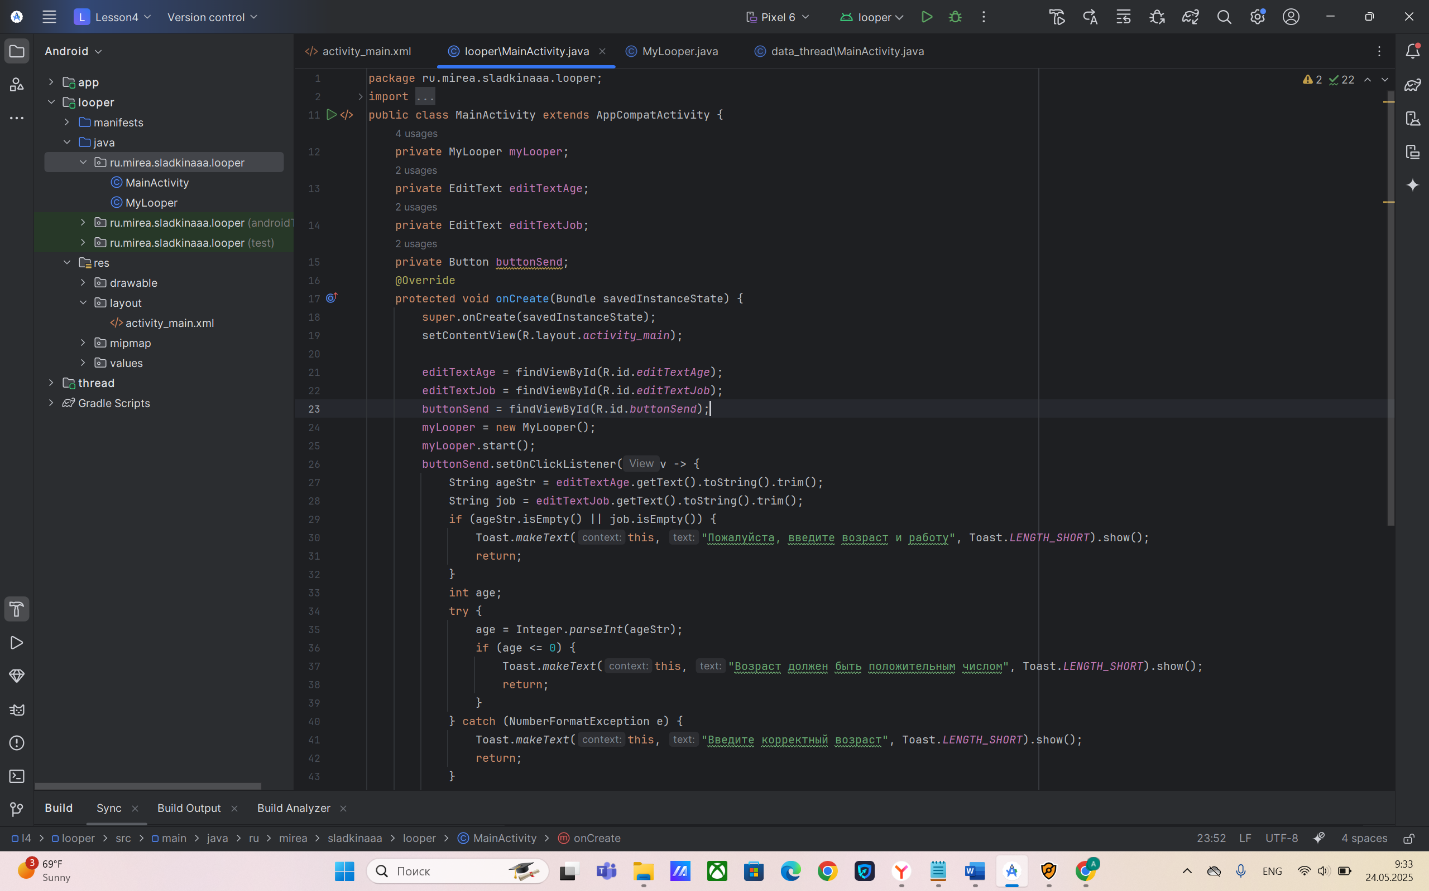 L Lesson4 Version control Pixel 6 looper
Android
activity_main.xml looper\MainActivity.java MyLooper.java data_thread\MainActivity.java
app
looper
manifests
java
ru.mirea.sladkinaaa.looper
MainActivity
MyLooper
ru.mirea.sladkinaaa.looper (androidT
ru.mirea.sladkinaaa.looper (test)
res
drawable
layout
activity_main.xml
mipmap
values
thread
Gradle Scripts
2 22
1 package ru.mirea.sladkinaaa.looper;
2 import ...
11 public class MainActivity extends AppCompatActivity {
4 usages
12 private MyLooper myLooper;
2 usages
13 private EditText editTextAge;
2 usages
14 private EditText editTextJob;
2 usages
15 private Button buttonSend;
16 @Override
17 protected void onCreate(Bundle savedInstanceState) {
18 super.onCreate(savedInstanceState);
19 setContentView(R.layout.activity_main);
20
21 editTextAge = findViewById(R.id.editTextAge);
22 editTextJob = findViewById(R.id.editTextJob);
23 buttonSend = findViewById(R.id.buttonSend);
24 myLooper = new MyLooper();
25 myLooper.start();
26 buttonSend.setOnClickListener( View v -> {
27 String ageStr = editTextAge.getText().toString().trim();
28 String job = editTextJob.getText().toString().trim();
29 if (ageStr.isEmpty() || job.isEmpty()) {
30 Toast.makeText( context: this, text: "Пожалуйста, введите возраст и работу", Toast.LENGTH_SHORT).show();
31 return;
32 }
33 int age;
34 try {
35 age = Integer.parseInt(ageStr);
36 if (age <= 0) {
37 Toast.makeText( context: this, text: "Возраст должен быть положительным числом", Toast.LENGTH_SHORT).show();
38 return;
39 }
40 } catch (NumberFormatException e) {
41 Toast.makeText( context: this, text: "Введите корректный возраст", Toast.LENGTH_SHORT).show();
42 return;
43 }
Build Sync Build Output Build Analyzer
l4 > looper > src > main > java > ru > mirea > sladkinaaa > looper > MainActivity > onCreate
23:52 LF UTF-8 4 spaces
3 69°F
Sunny
Поиск
ENG
9:33
24.05.2025